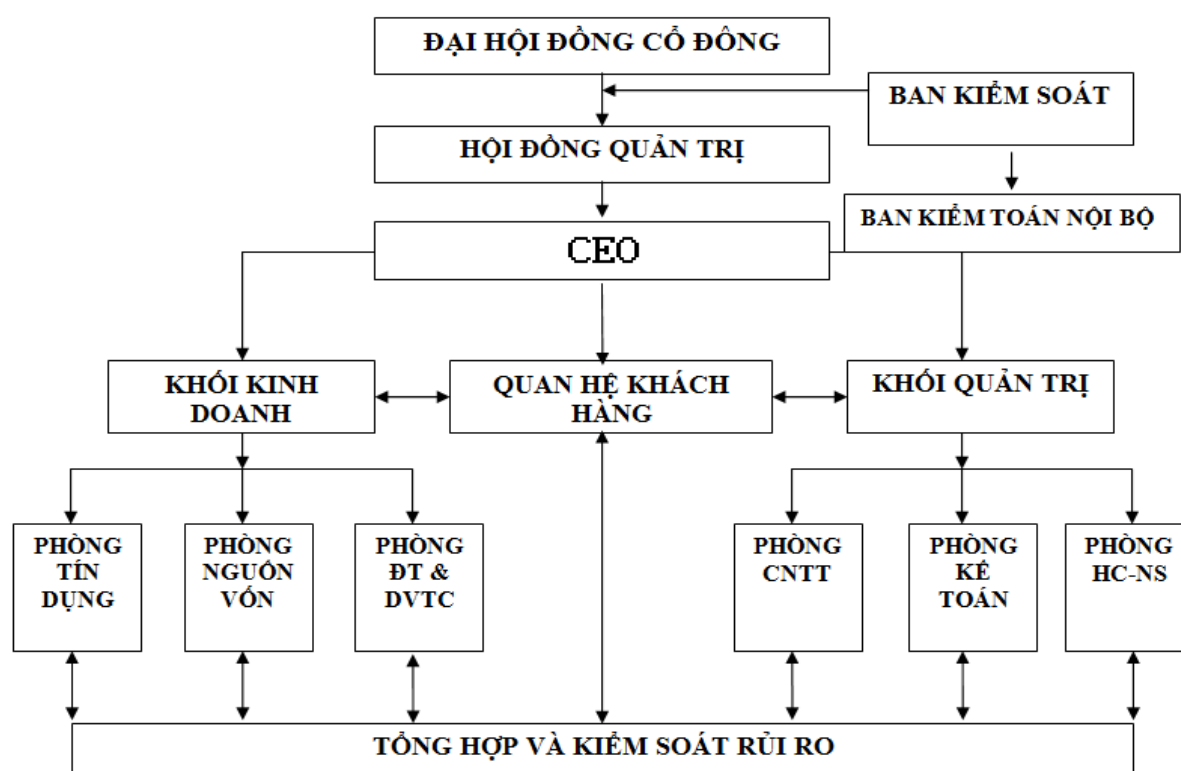 ĐẠI HỘI ĐỒNG CỔ ĐÔNG
BAN KIỂM SOÁT
HỘI ĐỒNG QUẢN TRỊ
BAN KIỂM TOÁN NỘI BỘ
CEO
KHỐI KINH
DOANH
QUAN HỆ KHÁCH
HÀNG
KHỐI QUẢN TRỊ
PHÒNG
TÍN
DỤNG
PHÒNG
NGUỒN
VỐN
PHÒNG
ĐT &
DVTC
PHÒNG
CNTT
PHÒNG
KẾ
TOÁN
PHÒNG
HC-NS
TỔNG HỢP VÀ KIỂM SOÁT RỦI RO